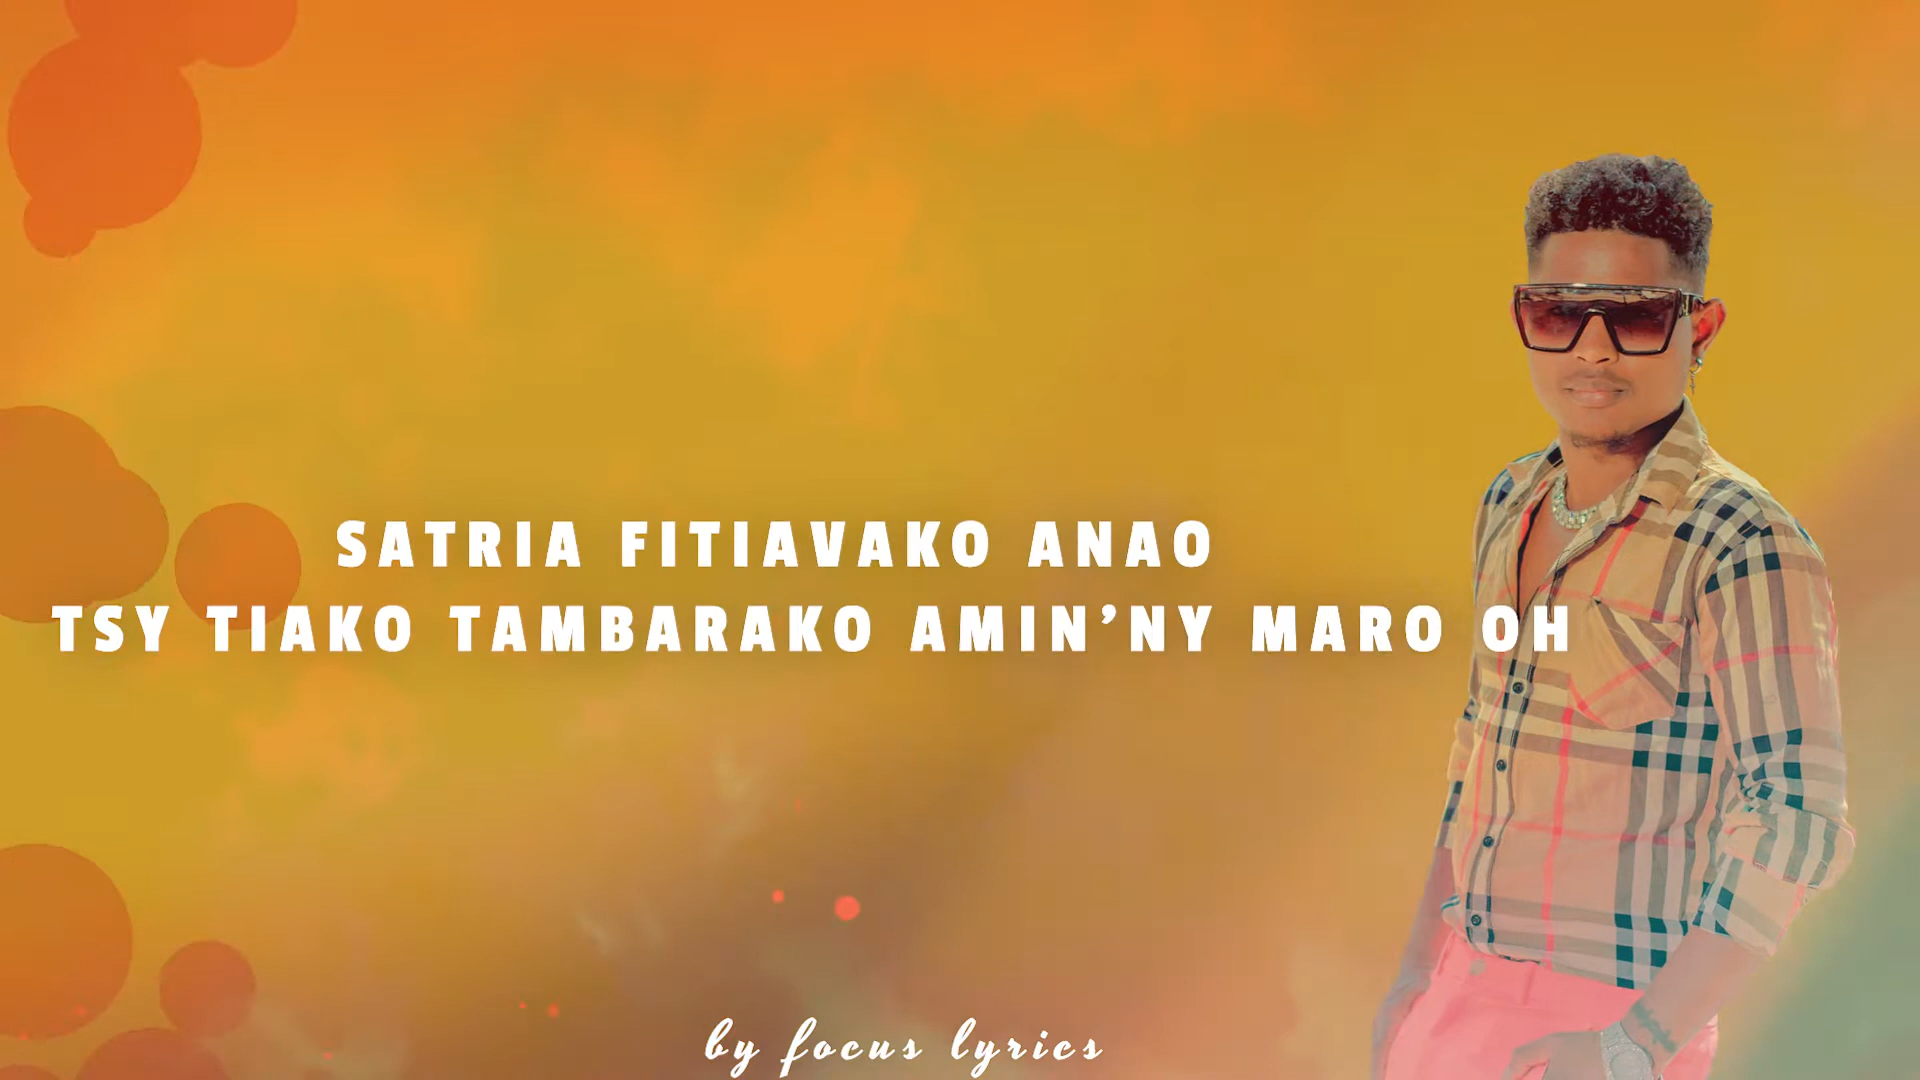 SATRIA FITIAVAKO ANAO
TSY TIAKO TAMBARAKO AMIN’NY MARO OH
by focus lyrics